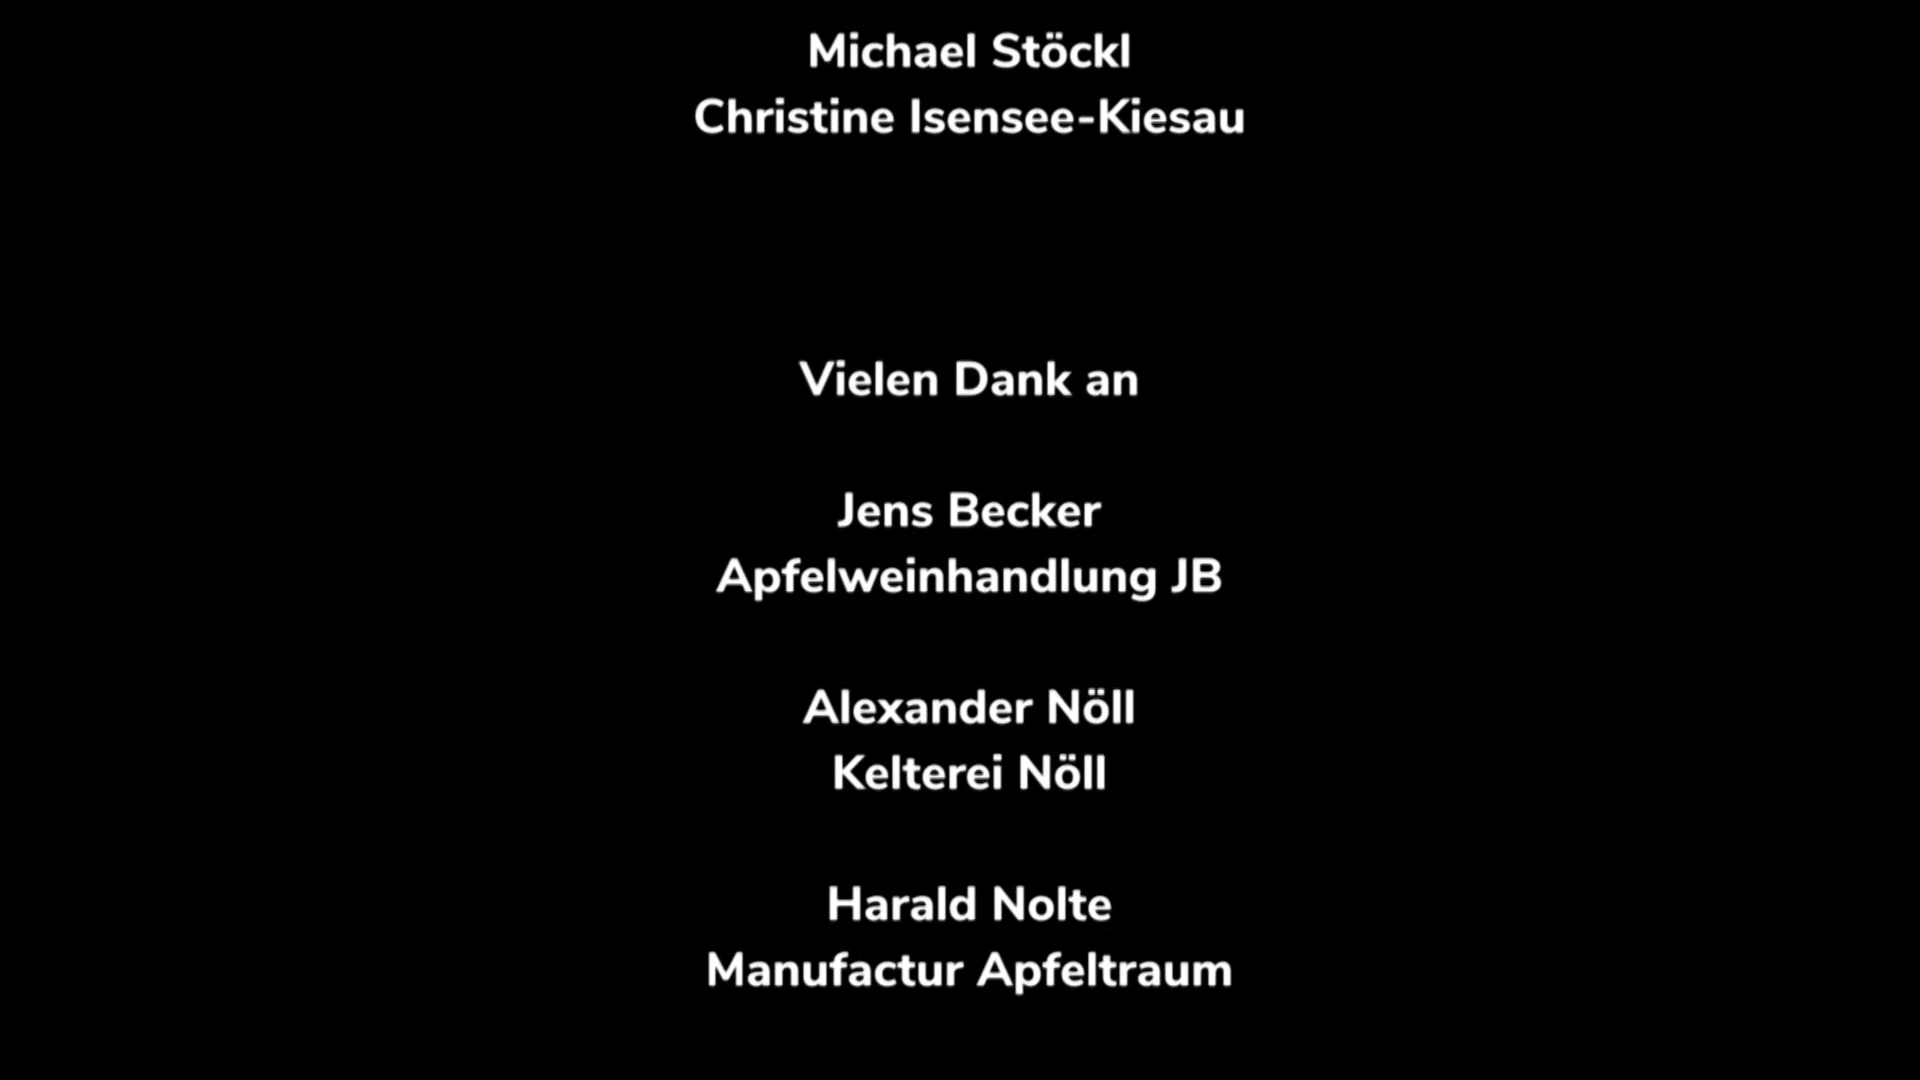 Michael Stöckl
Christine Isensee-Kiesau
Vielen Dank an
Jens Becker
Apfelweinhandlung JB
Alexander Nöll
Kelterei Nöll
Harald Nolte
Manufactur Apfeltraum